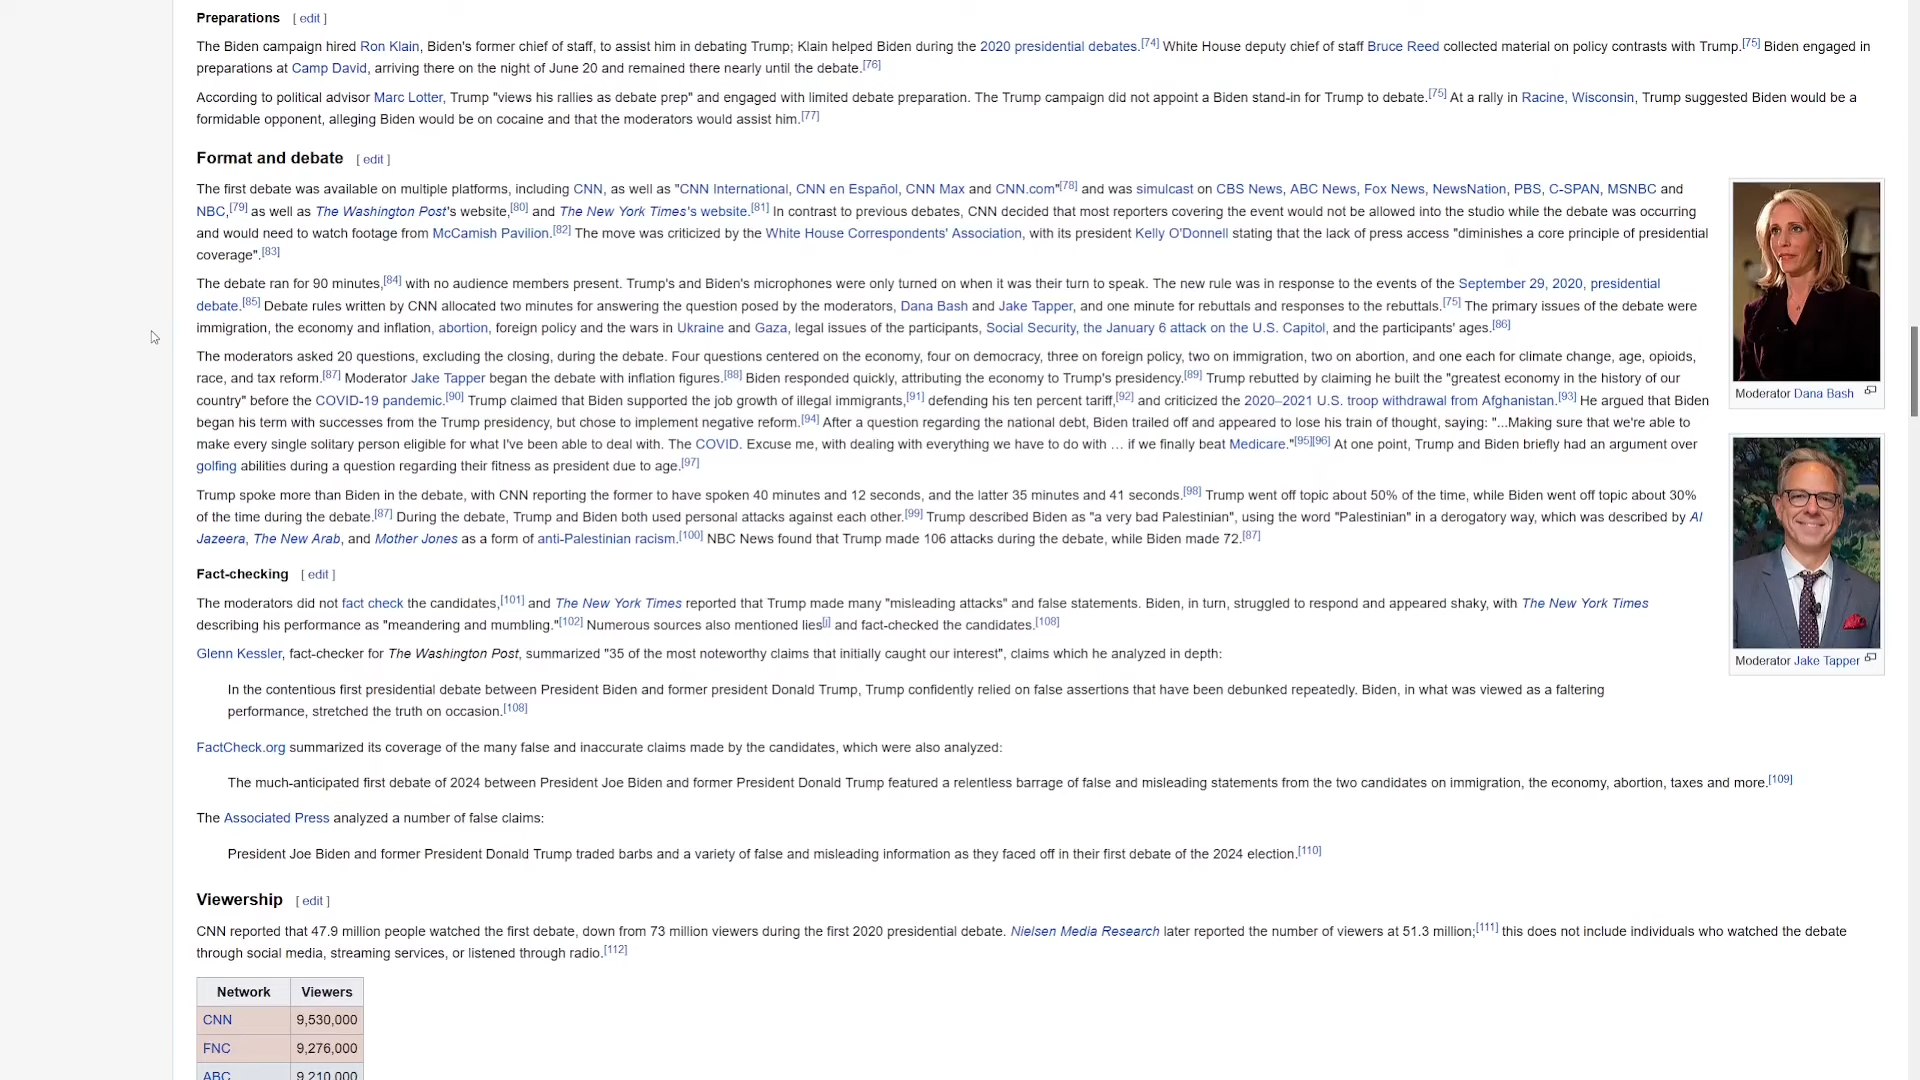 Preparations [ edit ]
The Biden campaign hired Ron Klain, Biden's former chief of staff, to assist him in debating Trump; Klain helped Biden during the 2020 presidential debates.[74] White House deputy chief of staff Bruce Reed collected material on policy contrasts with Trump.[75] Biden engaged in
preparations at Camp David, arriving there on the night of June 20 and remained there nearly until the debate.[76]
According to political advisor Marc Lotter, Trump "views his rallies as debate prep" and engaged with limited debate preparation. The Trump campaign did not appoint a Biden stand-in for Trump to debate.[75] At a rally in Racine, Wisconsin, Trump suggested Biden would be a
formidable opponent, alleging Biden would be on cocaine and that the moderators would assist him.[77]
Format and debate [ edit ]
The first debate was available on multiple platforms, including CNN, as well as "CNN International, CNN en Español, CNN Max and CNN.com"[78] and was simulcast on CBS News, ABC News, Fox News, NewsNation, PBS, C-SPAN, MSNBC and
NBC,[79] as well as The Washington Post's website,[80] and The New York Times's website.[81] In contrast to previous debates, CNN decided that most reporters covering the event would not be allowed into the studio while the debate was occurring
and would need to watch footage from McCamish Pavilion.[82] The move was criticized by the White House Correspondents' Association, with its president Kelly O'Donnell stating that the lack of press access "diminishes a core principle of presidential
coverage".[83]
The debate ran for 90 minutes,[84] with no audience members present. Trump's and Biden's microphones were only turned on when it was their turn to speak. The new rule was in response to the events of the September 29, 2020, presidential
debate.[85] Debate rules written by CNN allocated two minutes for answering the question posed by the moderators, Dana Bash and Jake Tapper, and one minute for rebuttals and responses to the rebuttals.[75] The primary issues of the debate were
immigration, the economy and inflation, abortion, foreign policy and the wars in Ukraine and Gaza, legal issues of the participants, Social Security, the January 6 attack on the U.S. Capitol, and the participants' ages.[86]
The moderators asked 20 questions, excluding the closing, during the debate. Four questions centered on the economy, four on democracy, three on foreign policy, two on immigration, two on abortion, and one each for climate change, age, opioids,
race, and tax reform.[87] Moderator Jake Tapper began the debate with inflation figures.[88] Biden responded quickly, attributing the economy to Trump's presidency.[89] Trump rebutted by claiming he built the "greatest economy in the history of our
country" before the COVID-19 pandemic.[90] Trump claimed that Biden supported the job growth of illegal immigrants,[91] defending his ten percent tariff,[92] and criticized the 2020–2021 U.S. troop withdrawal from Afghanistan.[93] He argued that Biden
began his term with successes from the Trump presidency, but chose to implement negative reform.[94] After a question regarding the national debt, Biden trailed off and appeared to lose his train of thought, saying: "...Making sure that we're able to
make every single solitary person eligible for what I've been able to deal with. The COVID. Excuse me, with dealing with everything we have to do with … if we finally beat Medicare."[95][96] At one point, Trump and Biden briefly had an argument over
golfing abilities during a question regarding their fitness as president due to age.[97]
Trump spoke more than Biden in the debate, with CNN reporting the former to have spoken 40 minutes and 12 seconds, and the latter 35 minutes and 41 seconds.[98] Trump went off topic about 50% of the time, while Biden went off topic about 30%
of the time during the debate.[87] During the debate, Trump and Biden both used personal attacks against each other.[99] Trump described Biden as "a very bad Palestinian", using the word "Palestinian" in a derogatory way, which was described by Al
Jazeera, The New Arab, and Mother Jones as a form of anti-Palestinian racism.[100] NBC News found that Trump made 106 attacks during the debate, while Biden made 72.[87]
Moderator Dana Bash
Moderator Jake Tapper
Fact-checking [ edit ]
The moderators did not fact check the candidates,[101] and The New York Times reported that Trump made many "misleading attacks" and false statements. Biden, in turn, struggled to respond and appeared shaky, with The New York Times
describing his performance as "meandering and mumbling."[102] Numerous sources also mentioned lies[j] and fact-checked the candidates.[108]
Glenn Kessler, fact-checker for The Washington Post, summarized "35 of the most noteworthy claims that initially caught our interest", claims which he analyzed in depth:
In the contentious first presidential debate between President Biden and former president Donald Trump, Trump confidently relied on false assertions that have been debunked repeatedly. Biden, in what was viewed as a faltering
performance, stretched the truth on occasion.[108]
FactCheck.org summarized its coverage of the many false and inaccurate claims made by the candidates, which were also analyzed:
The much-anticipated first debate of 2024 between President Joe Biden and former President Donald Trump featured a relentless barrage of false and misleading statements from the two candidates on immigration, the economy, abortion, taxes and more.[109]
The Associated Press analyzed a number of false claims:
President Joe Biden and former President Donald Trump traded barbs and a variety of false and misleading information as they faced off in their first debate of the 2024 election.[110]
Viewership [ edit ]
CNN reported that 47.9 million people watched the first debate, down from 73 million viewers during the first 2020 presidential debate. Nielsen Media Research later reported the number of viewers at 51.3 million;[111] this does not include individuals who watched the debate
through social media, streaming services, or listened through radio.[112]
Network Viewers
CNN 9,530,000
FNC 9,276,000
ABC 9,210,000